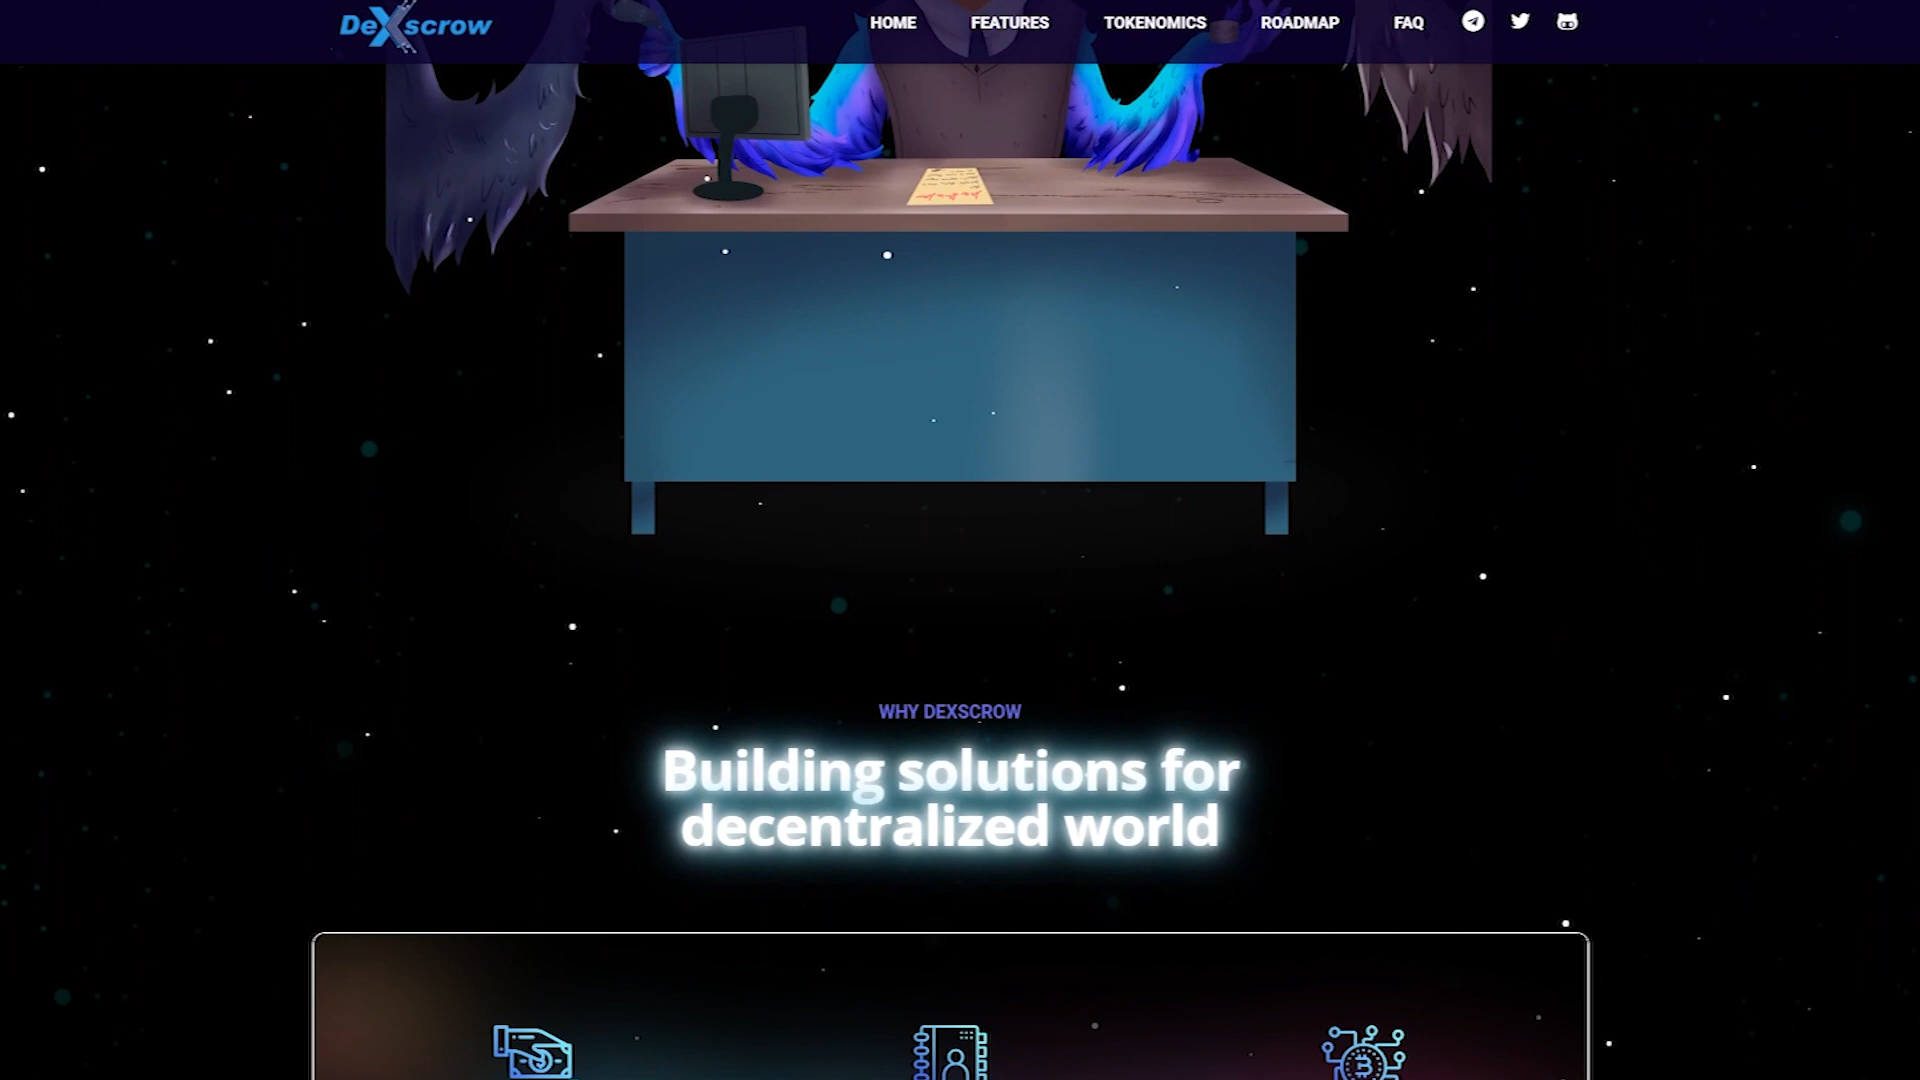 DeXscrow
HOME FEATURES TOKENOMICS ROADMAP FAQ
WHY DEXSCROW
Building solutions for
decentralized world